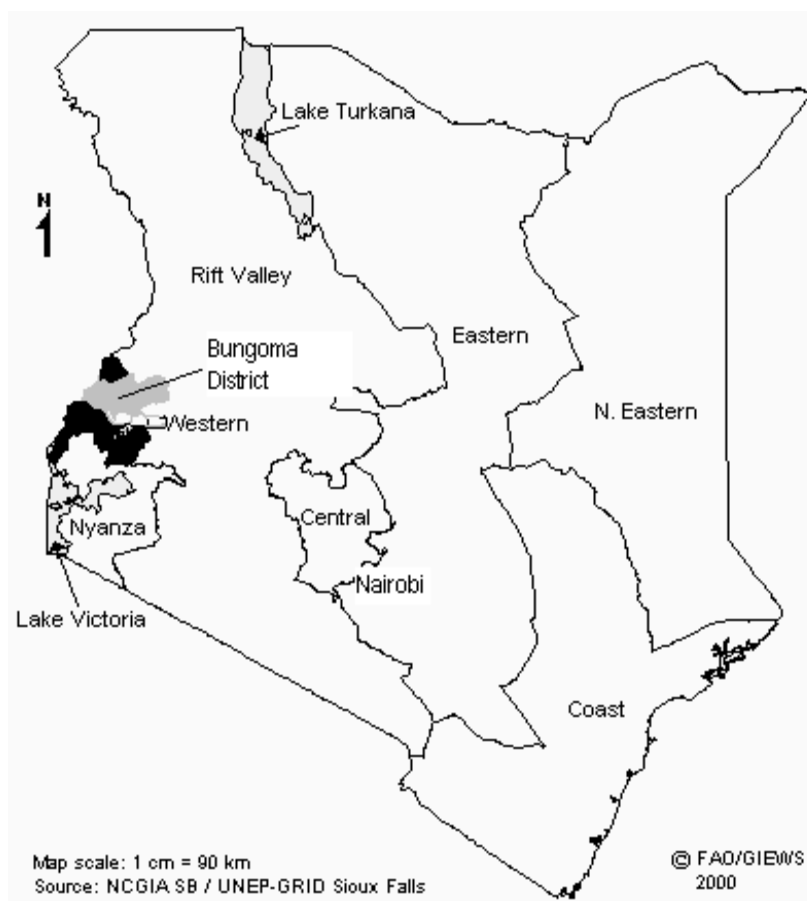 Lake Turkana
N
Rift Valley
Eastern
Bungoma
District
N. Eastern
Western
Central
Nyanza
Nairobi
Lake Victoria
Coast
Map scale: 1 cm = 90 km
Source: NCGIA SB / UNEP-GRID Sioux Falls
© FAO/GIEWS
2000